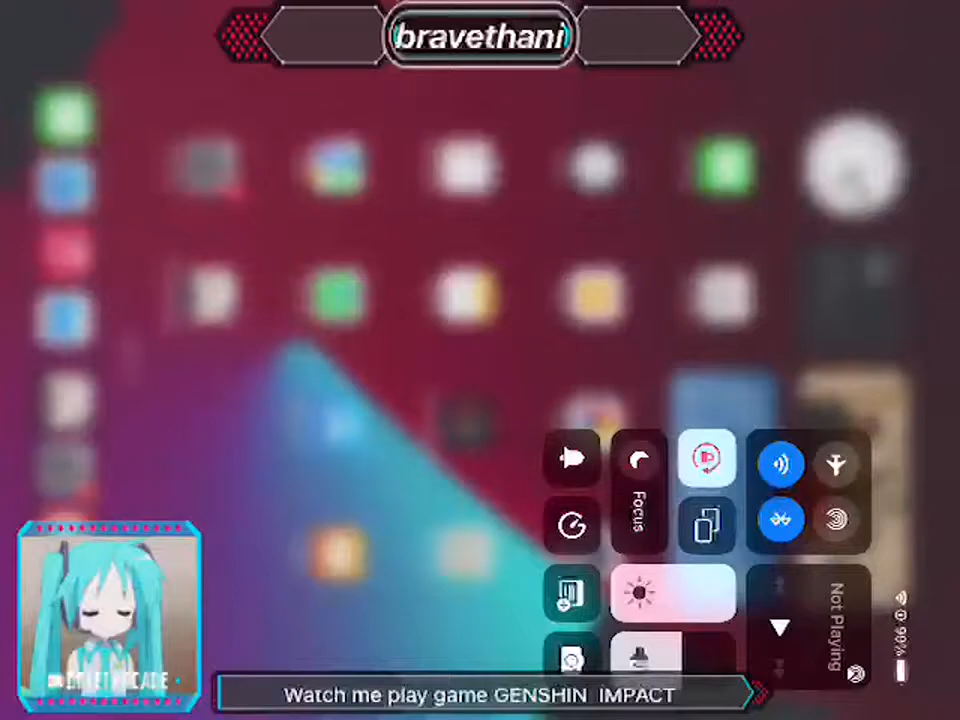 bravethani
Focus
Not Playing
90%
Watch me play game GENSHIN IMPACT